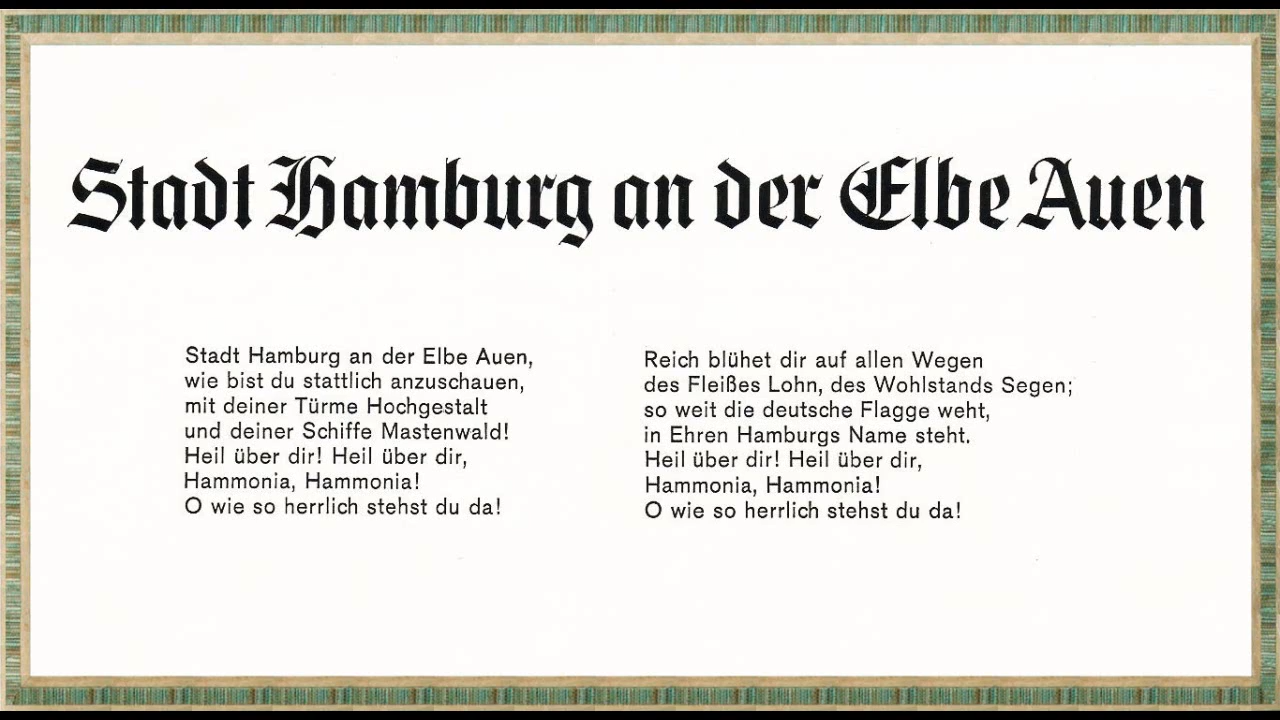 Stadt Hamburg an der Elbe Auen
Stadt Hamburg an der Elbe Auen,
wie bist du stattlich anzuschauen,
mit deiner Türme Hochgestalt
und deiner Schiffe Mastenwald!
Heil über dir! Heil über dir,
Hammonia, Hammonia!
O wie so herrlich stehst du da!
Reich blühet dir auf allen Wegen
des Fleißes Lohn, des Wohlstands Segen;
so weit die deutsche Flagge weht,
in Ehren Hamburgs Name steht.
Heil über dir! Heil über dir,
Hammonia, Hammonia!
O wie so herrlich stehst du da!